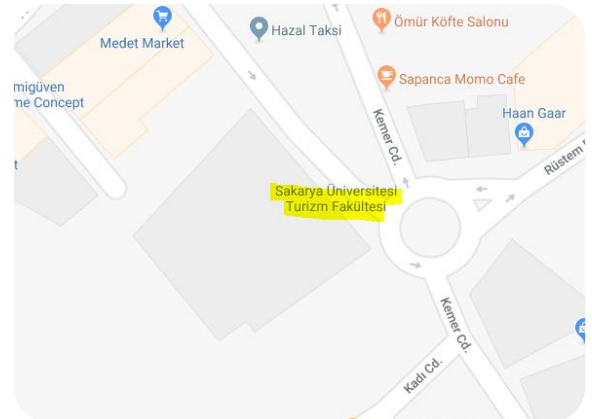 Medet Market
Hazal Taksi
Ömür Köfte Salonu
migüven
me Concept
Sapanca Momo Cafe
Haan Gaar
Kemer Cd.
t
Rüstem
Sakarya Üniversitesi
Turizm Fakültesi
Kemer Cd.
Kadı Cd.